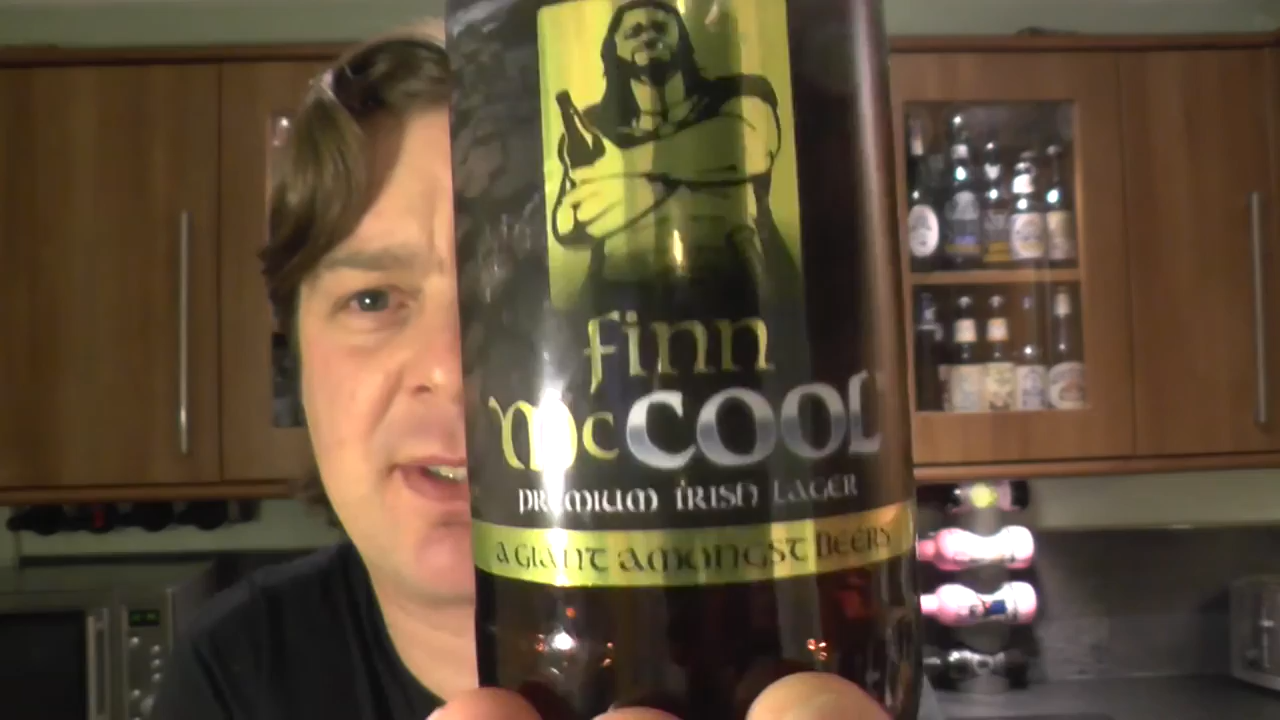 finn
McCOOL
PREMIUM IRISH LAGER
A GIANT AMONGST BEERS